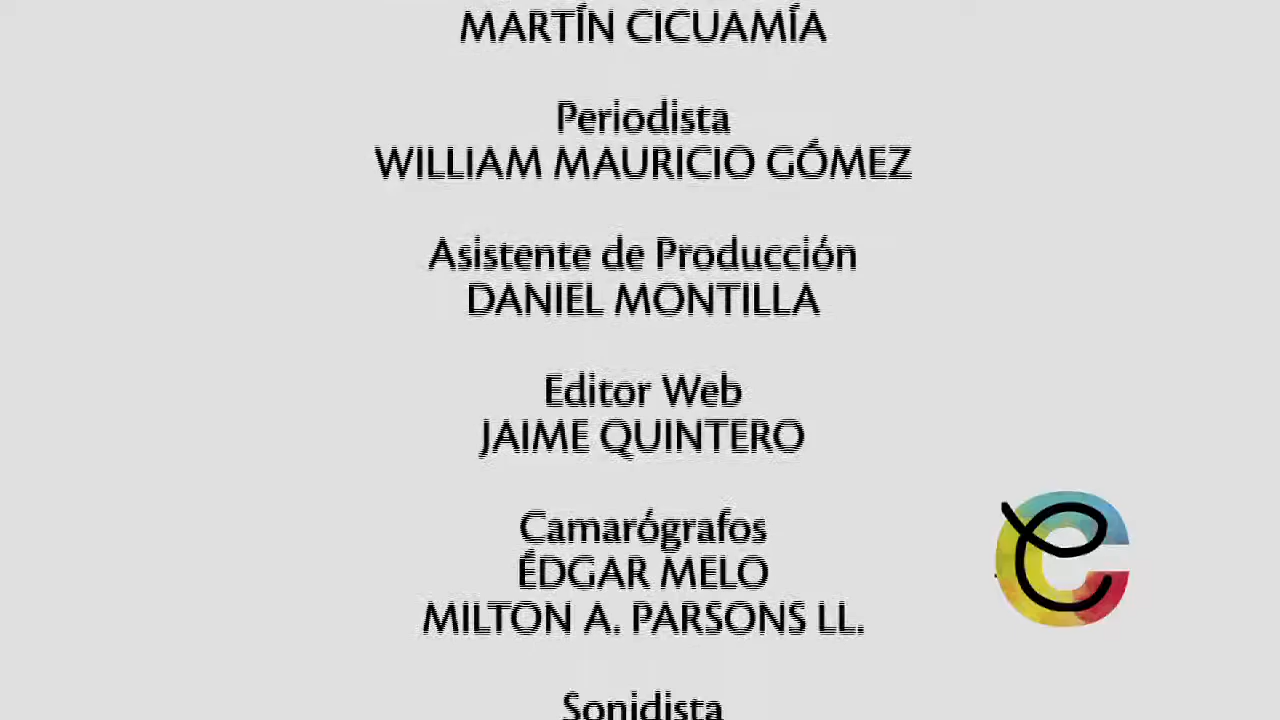 MARTÍN CICUAMÍA
Periodista
WILLIAM MAURICIO GÓMEZ
Asistente de Producción
DANIEL MONTILLA
Editor Web
JAIME QUINTERO
Camarógrafos
ÉDGAR MELO
MILTON A. PARSONS LL.
Sonidista